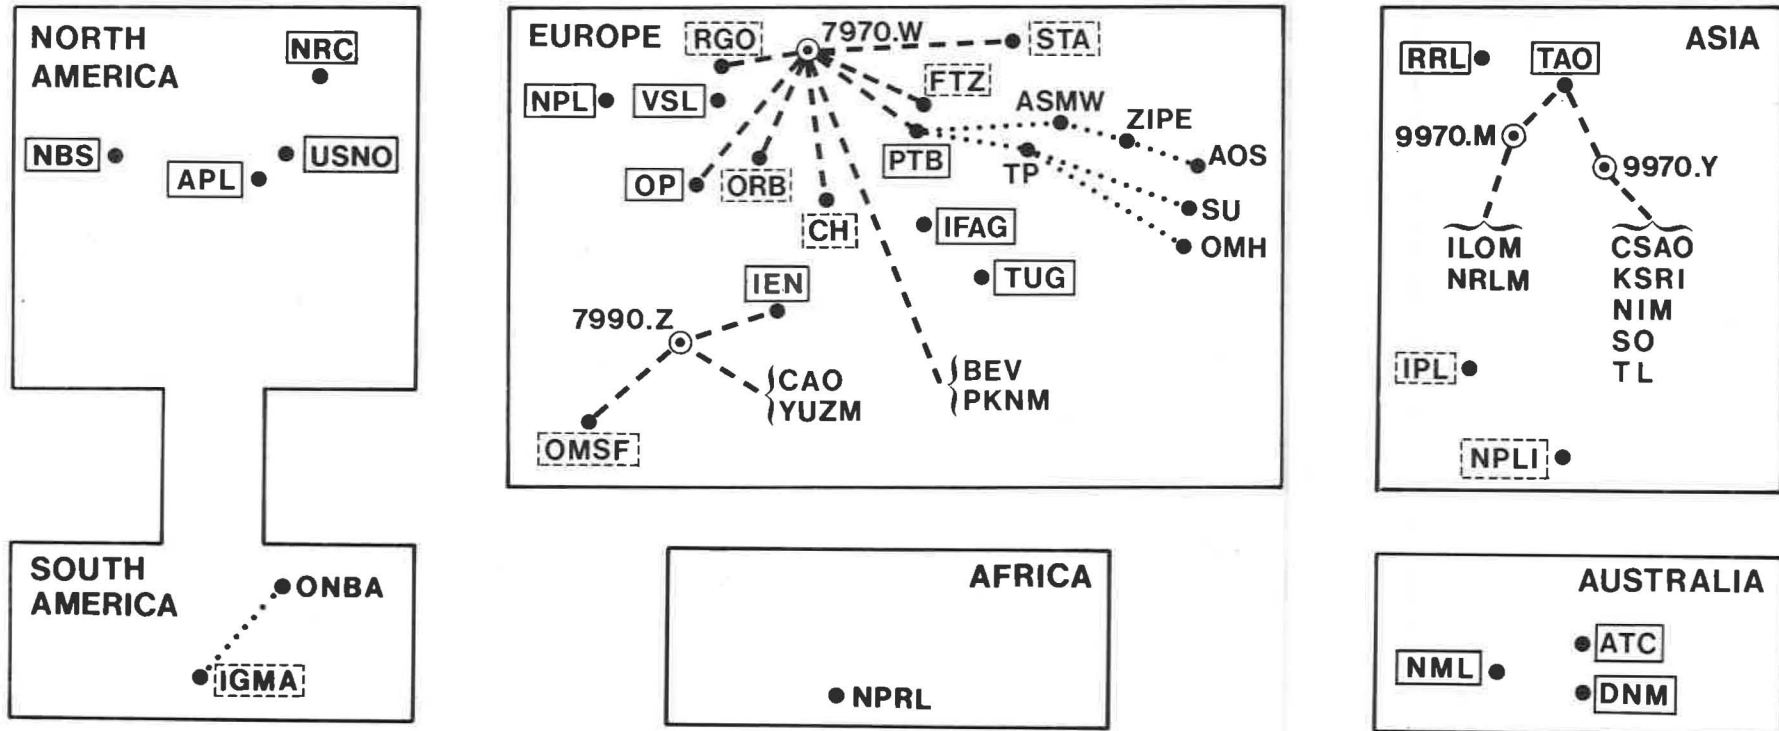 NORTH
AMERICA
NRC
NBS
APL
USNO
SOUTH
AMERICA
ONBA
IGMA
EUROPE
RGO
7970.W
STA
NPL
VSL
FTZ
ASMW
ZIPE
AOS
OP
ORB
PTB
TP
SU
CH
IFAG
OMH
IEN
TUG
7990.Z
CAO
YUZM
BEV
PKNM
OMSF
AFRICA
NPRL
ASIA
RRL
TAO
9970.M
9970.Y
ILOM
NRLM
CSAO
KSRI
NIM
SO
TL
IPL
NPLI
AUSTRALIA
ATC
NML
DNM